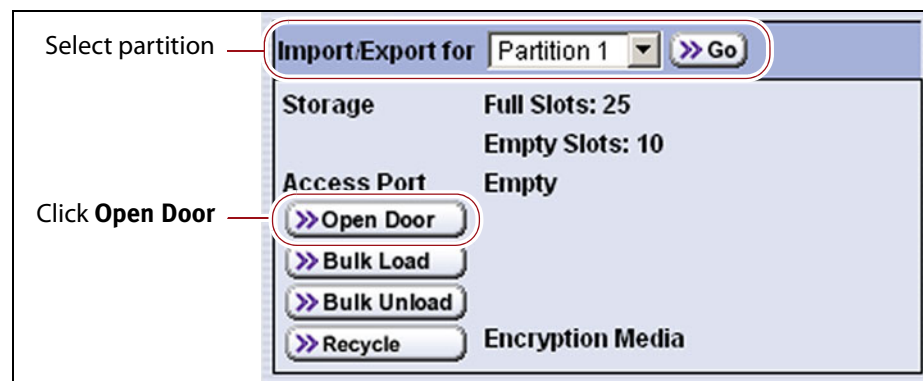 Select partition
Import/Export for Partition 1 >> Go
Storage Full Slots: 25
Empty Slots: 10
Access Port Empty
Click Open Door
>> Open Door
>> Bulk Load
>> Bulk Unload
>> Recycle Encryption Media